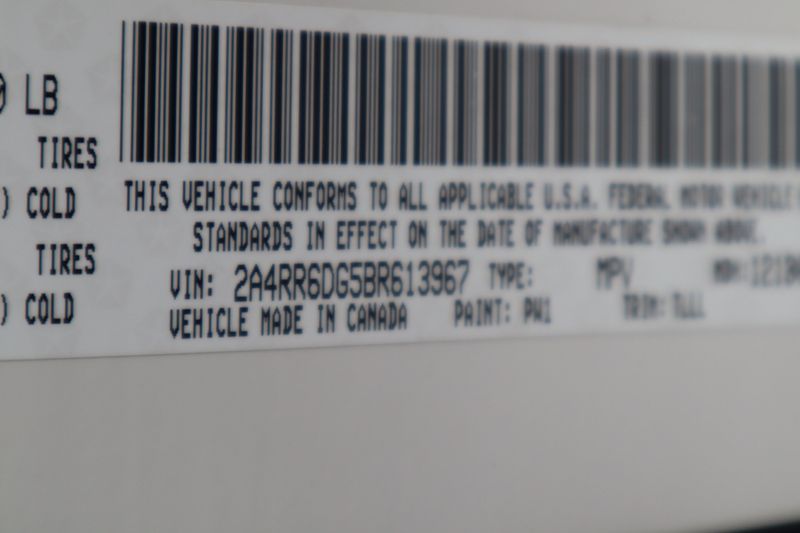 LB
TIRES
) COLD
TIRES
) COLD
THIS VEHICLE CONFORMS TO ALL APPLICABLE U.S.A. FEDERAL MOTOR VEHICLE
STANDARDS IN EFFECT ON THE DATE OF MANUFACTURE SHOWN ABOVE.
VIN: 2A4RR6DG5BR613967 TYPE: MPV
VEHICLE MADE IN CANADA PAINT: PW1 TRIM: